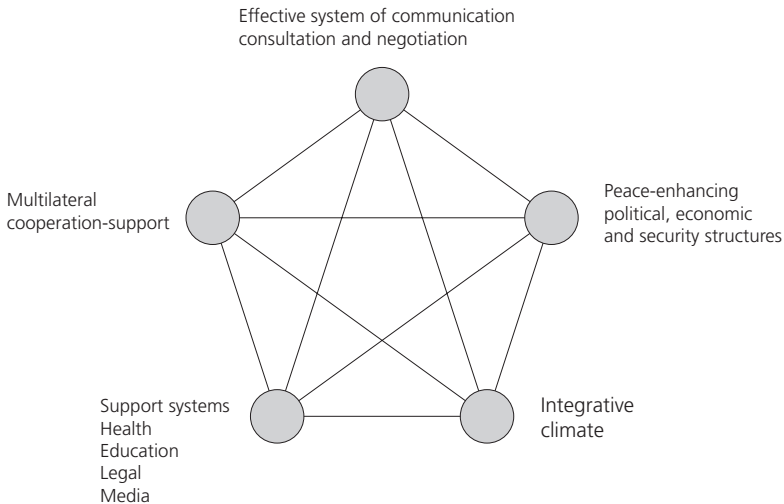 Effective system of communication
consultation and negotiation
Multilateral
cooperation-support
Peace-enhancing
political, economic
and security structures
Support systems
Health
Education
Legal
Media
Integrative
climate